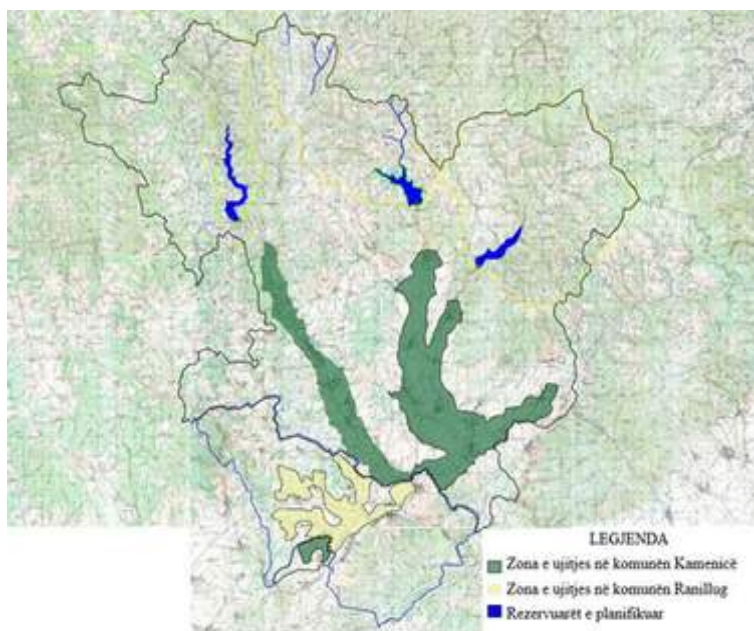 LEGJENDA
Zona e ujitjes në komunën Kamenicë
Zona e ujitjes në komunën Ranillug
Rezervuarët e planifikuar